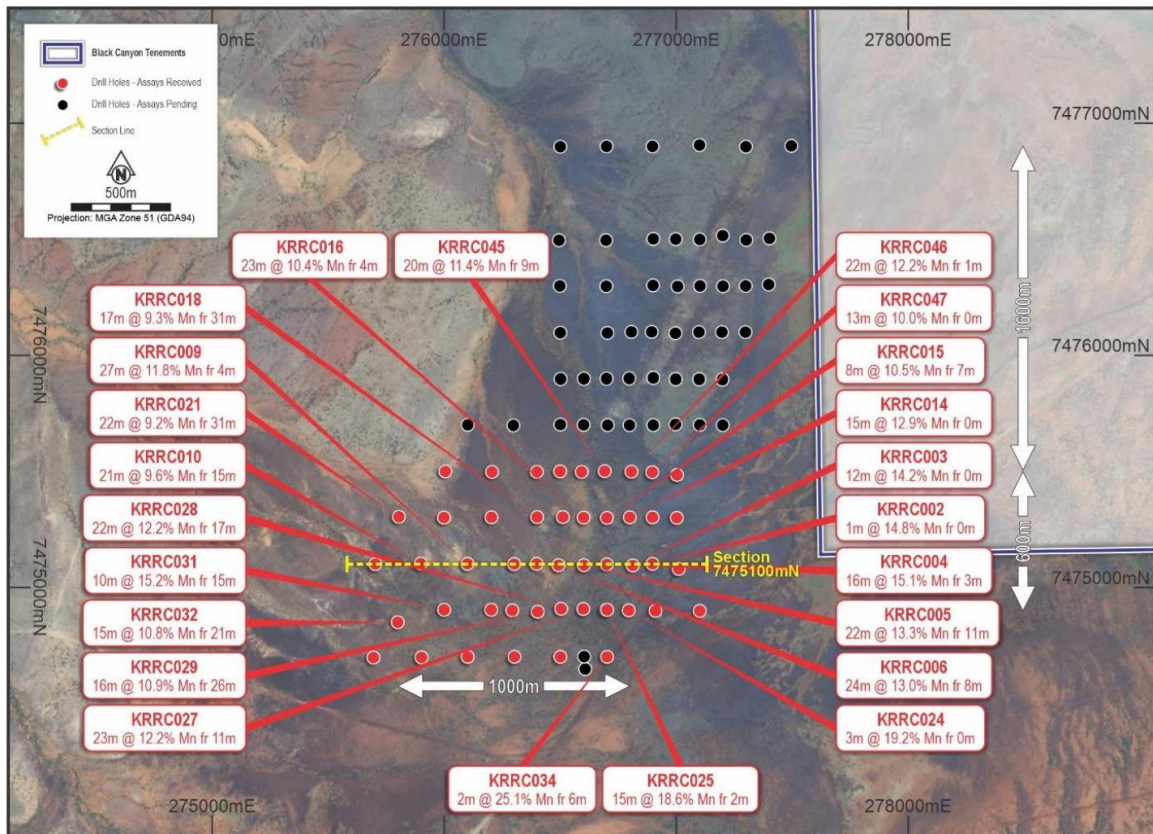 Black Canyon Tenements
Drill Holes - Assays Received
Drill Holes - Assays Pending
Section Line
N
500m
Projection: MGA Zone 51 (GDA94)
276000mE
277000mE
278000mE
7477000mN
KRRC016
23m @ 10.4% Mn fr 4m
KRRC045
20m @ 11.4% Mn fr 9m
KRRC046
22m @ 12.2% Mn fr 1m
KRRC018
17m @ 9.3% Mn fr 31m
KRRC047
13m @ 10.0% Mn fr 0m
1600m
7476000mN
7476000mN
KRRC009
27m @ 11.8% Mn fr 4m
KRRC015
8m @ 10.5% Mn fr 7m
KRRC021
22m @ 9.2% Mn fr 31m
KRRC014
15m @ 12.9% Mn fr 0m
KRRC010
21m @ 9.6% Mn fr 15m
KRRC003
12m @ 14.2% Mn fr 0m
KRRC028
22m @ 12.2% Mn fr 17m
KRRC002
1m @ 14.8% Mn fr 0m
600m
Section
7475100mN
KRRC031
10m @ 15.2% Mn fr 15m
KRRC004
16m @ 15.1% Mn fr 3m
7475000mN
7475000mN
KRRC032
15m @ 10.8% Mn fr 21m
KRRC005
22m @ 13.3% Mn fr 11m
KRRC029
16m @ 10.9% Mn fr 26m
KRRC006
24m @ 13.0% Mn fr 8m
1000m
KRRC027
23m @ 12.2% Mn fr 11m
KRRC024
3m @ 19.2% Mn fr 0m
KRRC034
2m @ 25.1% Mn fr 6m
KRRC025
15m @ 18.6% Mn fr 2m
275000mE
278000mE